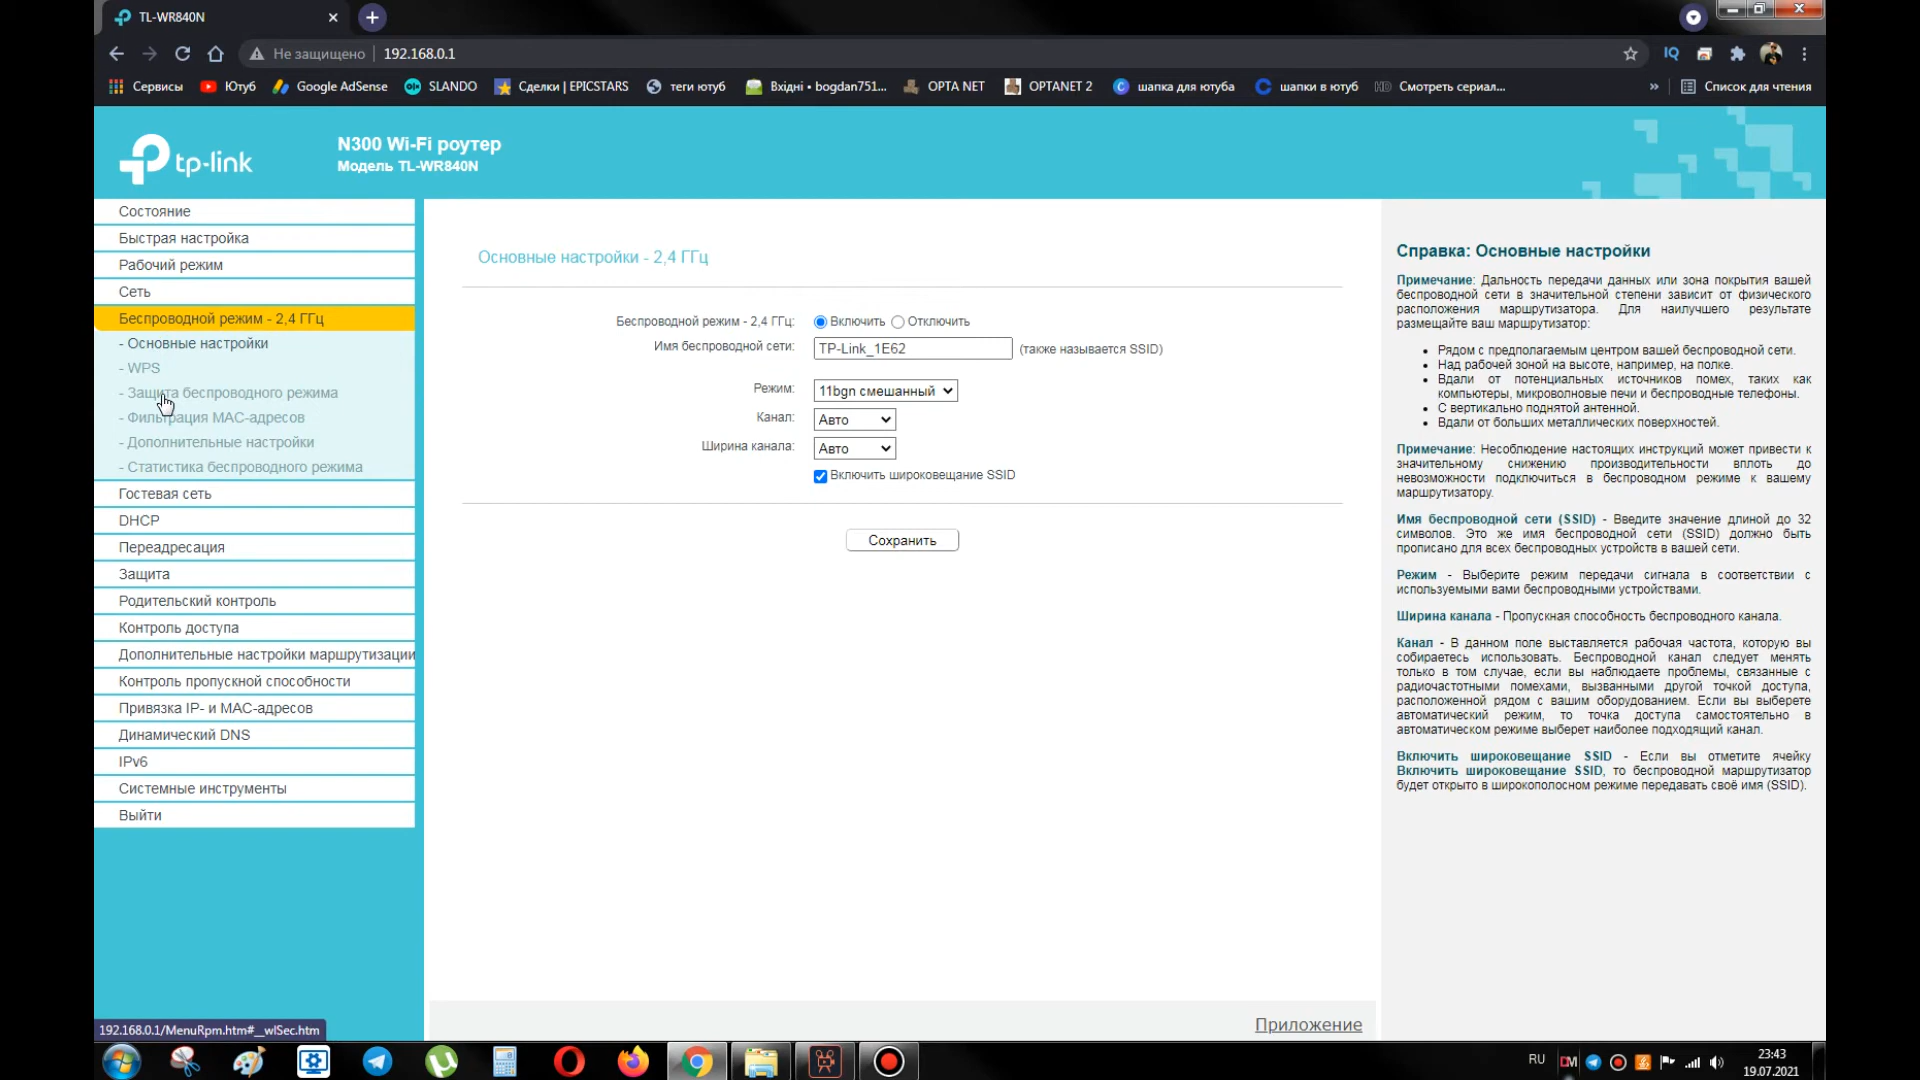 TL-WR840N
Не защищено
192.168.0.1
Сервисы
Ютуб
Google AdSense
SLANDO
Сделки | EPICSTARS
теги ютуб
Вхідні • bogdan751...
OPTA NET
OPTANET 2
шапка для ютуба
шапки в ютуб
Смотреть сериал...
»
Список для чтения
tp-link
N300 Wi-Fi роутер
Модель TL-WR840N
Состояние
Быстрая настройка
Рабочий режим
Сеть
Беспроводной режим - 2,4 ГГц
- Основные настройки
- WPS
- Защита беспроводного режима
- Фильтрация MAC-адресов
- Дополнительные настройки
- Статистика беспроводного режима
Гостевая сеть
DHCP
Переадресация
Защита
Родительский контроль
Контроль доступа
Дополнительные настройки маршрутизации
Контроль пропускной способности
Привязка IP- и MAC-адресов
Динамический DNS
IPv6
Системные инструменты
Выйти
Основные настройки - 2,4 ГГц
Беспроводной режим - 2,4 ГГц: Включить Отключить
Имя беспроводной сети: TP-Link_1E62 (также называется SSID)
Режим: 11bgn смешанный
Канал: Авто
Ширина канала: Авто
Включить широковещание SSID
Сохранить
Приложение
Справка: Основные настройки
Примечание: Дальность передачи данных или зона покрытия вашей
беспроводной сети в значительной степени зависит от физического
расположения маршрутизатора. Для наилучшего результата
размещайте ваш маршрутизатор:
• Рядом с предполагаемым центром вашей беспроводной сети.
• Над рабочей зоной на высоте, например, на полке.
• Вдали от потенциальных источников помех, таких как
компьютеры, микроволновые печи и беспроводные телефоны.
• С вертикально поднятой антенной.
• Вдали от больших металлических поверхностей.
Примечание: Несоблюдение настоящих инструкций может привести к
значительному снижению производительности вплоть до
невозможности подключиться в беспроводном режиме к вашему
маршрутизатору.
Имя беспроводной сети (SSID) - Введите значение длиной до 32
символов. Это же имя беспроводной сети (SSID) должно быть
прописано для всех беспроводных устройств в вашей сети.
Режим - Выберите режим передачи сигнала в соответствии с
используемыми вами беспроводными устройствами.
Ширина канала - Пропускная способность беспроводного канала.
Канал - В данном поле выставляется рабочая частота, которую вы
собираетесь использовать. Беспроводной канал следует менять
только в том случае, если вы наблюдаете проблемы, связанные с
радиочастотными помехами, вызванными другой точкой доступа,
расположенной рядом с вашим оборудованием. Если вы выберете
автоматический режим, то точка доступа самостоятельно в
автоматическом режиме выберет наиболее подходящий канал.
Включить широковещание SSID - Если вы отметите ячейку
Включить широковещание SSID, то беспроводной маршрутизатор
будет открыто в широкополосном режиме передавать своё имя (SSID).
192.168.0.1/MenuRpm.htm#__wlSec.htm
RU
23:43
19.07.2021